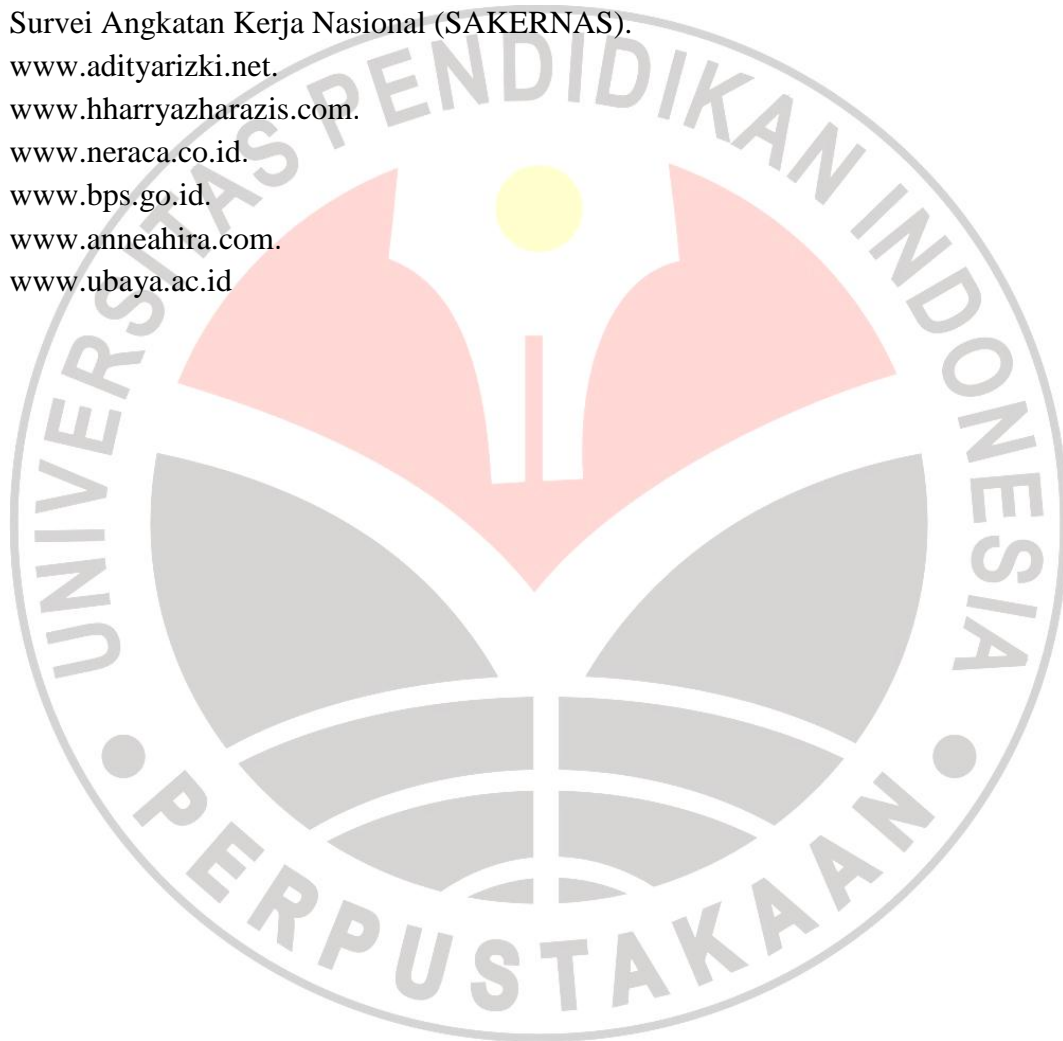 Survei Angkatan Kerja Nasional (SAKERNAS).
www.adityarizki.net.
www.hharryazharazis.com.
www.neraca.co.id.
www.bps.go.id.
www.anneahira.com.
www.ubaya.ac.id
UNIVERSITAS PENDIDIKAN INDONESIA
PERPUSTAKAAN